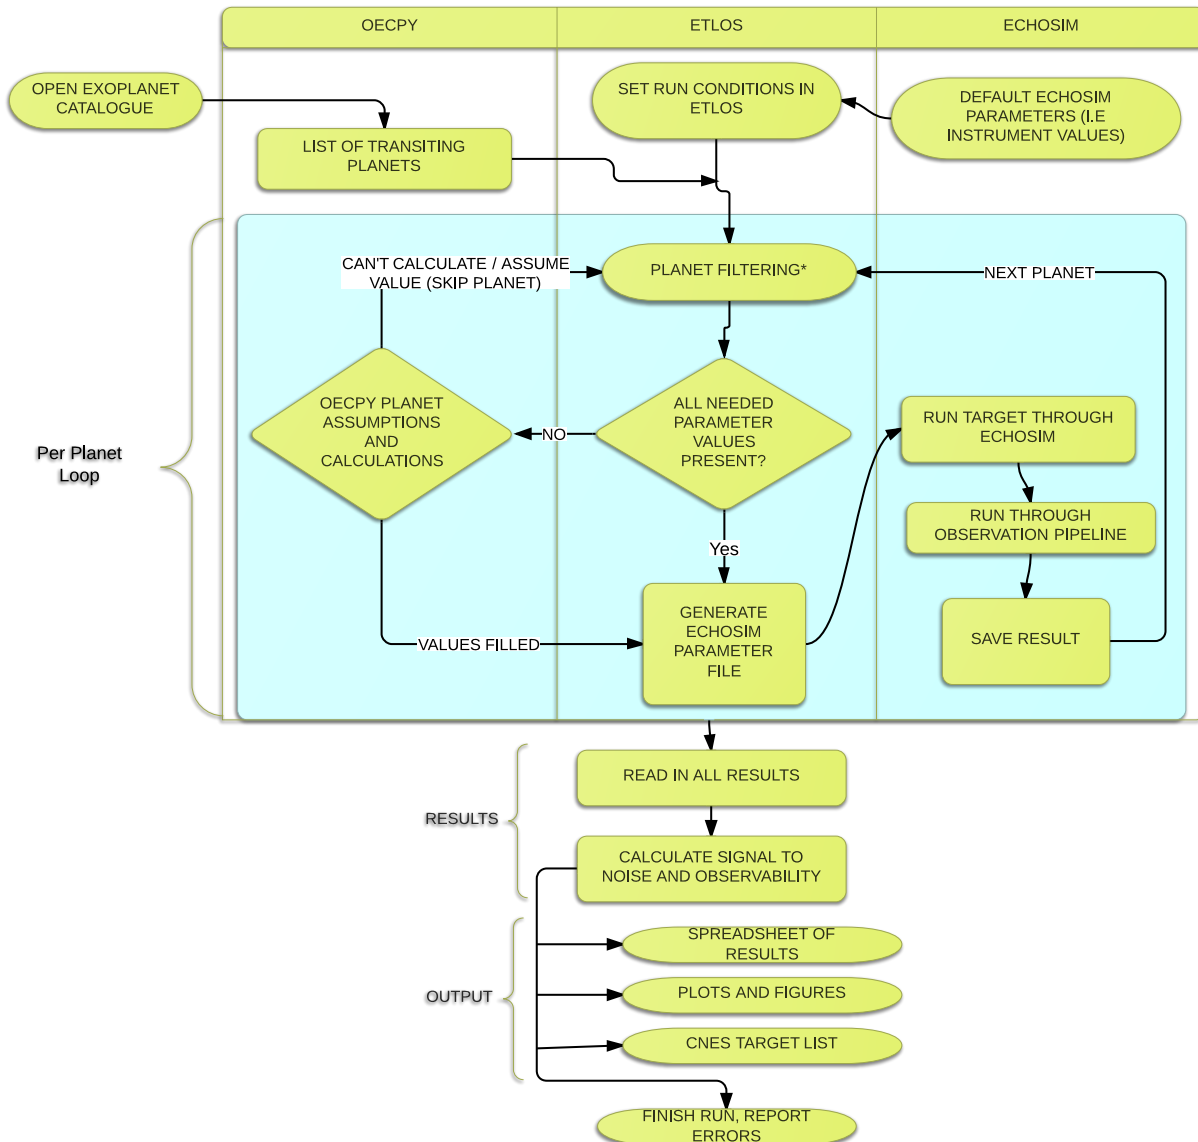 OECPY
ETLOS
ECHOSIM
OPEN EXOPLANET
CATALOGUE
SET RUN CONDITIONS IN
ETLOS
DEFAULT ECHOSIM
PARAMETERS (I.E
INSTRUMENT VALUES)
LIST OF TRANSITING
PLANETS
CAN'T CALCULATE / ASSUME
VALUE (SKIP PLANET)
PLANET FILTERING*
NEXT PLANET
Per Planet
Loop
OECPY PLANET
ASSUMPTIONS
AND
CALCULATIONS
NO
ALL NEEDED
PARAMETER
VALUES
PRESENT?
RUN TARGET THROUGH
ECHOSIM
RUN THROUGH
OBSERVATION PIPELINE
Yes
VALUES FILLED
GENERATE
ECHOSIM
PARAMETER
FILE
SAVE RESULT
READ IN ALL RESULTS
RESULTS
CALCULATE SIGNAL TO
NOISE AND OBSERVABILITY
SPREADSHEET OF
RESULTS
OUTPUT
PLOTS AND FIGURES
CNES TARGET LIST
FINISH RUN, REPORT
ERRORS